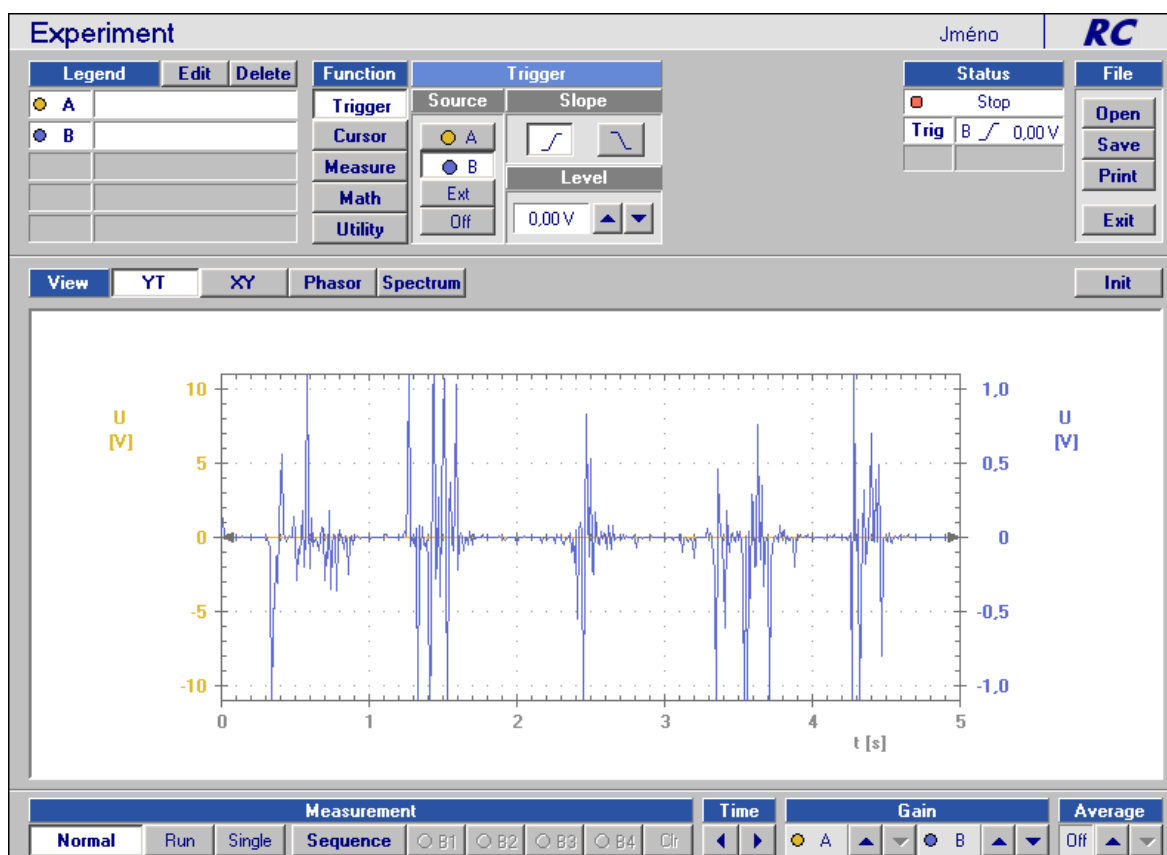 Experiment Jméno RC
Legend Edit Delete Function Trigger Status File
A Trigger Source Slope Stop Open
B Cursor A Trig B 0,00 V Save
Measure B Level Print
Math Ext
Utility Off 0,00 V Exit
View YT XY Phasor Spectrum Init
10 1,0
U U
[V] [V]
5 0,5
0 0
-5 -0,5
-10 -1,0
0 1 2 3 4 5
t [s]
Measurement Time Gain Average
Normal Run Single Sequence B1 B2 B3 B4 Clr A B Off